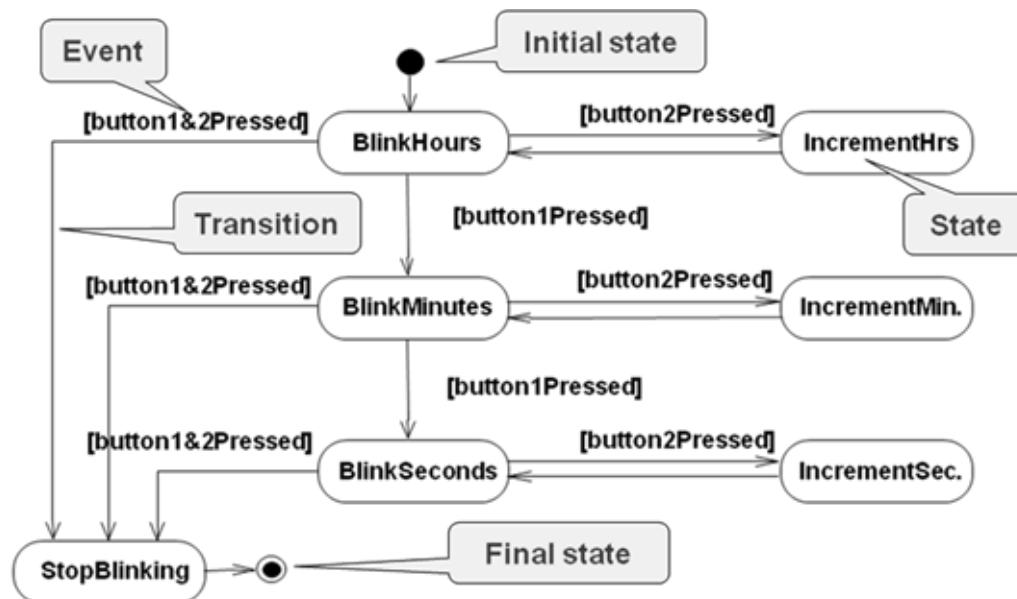 Event
Initial state
[button1&2Pressed]
BlinkHours
[button2Pressed]
IncrementHrs
Transition
[button1Pressed]
State
[button1&2Pressed]
BlinkMinutes
[button2Pressed]
IncrementMin.
[button1Pressed]
[button1&2Pressed]
BlinkSeconds
[button2Pressed]
IncrementSec.
StopBlinking
Final state